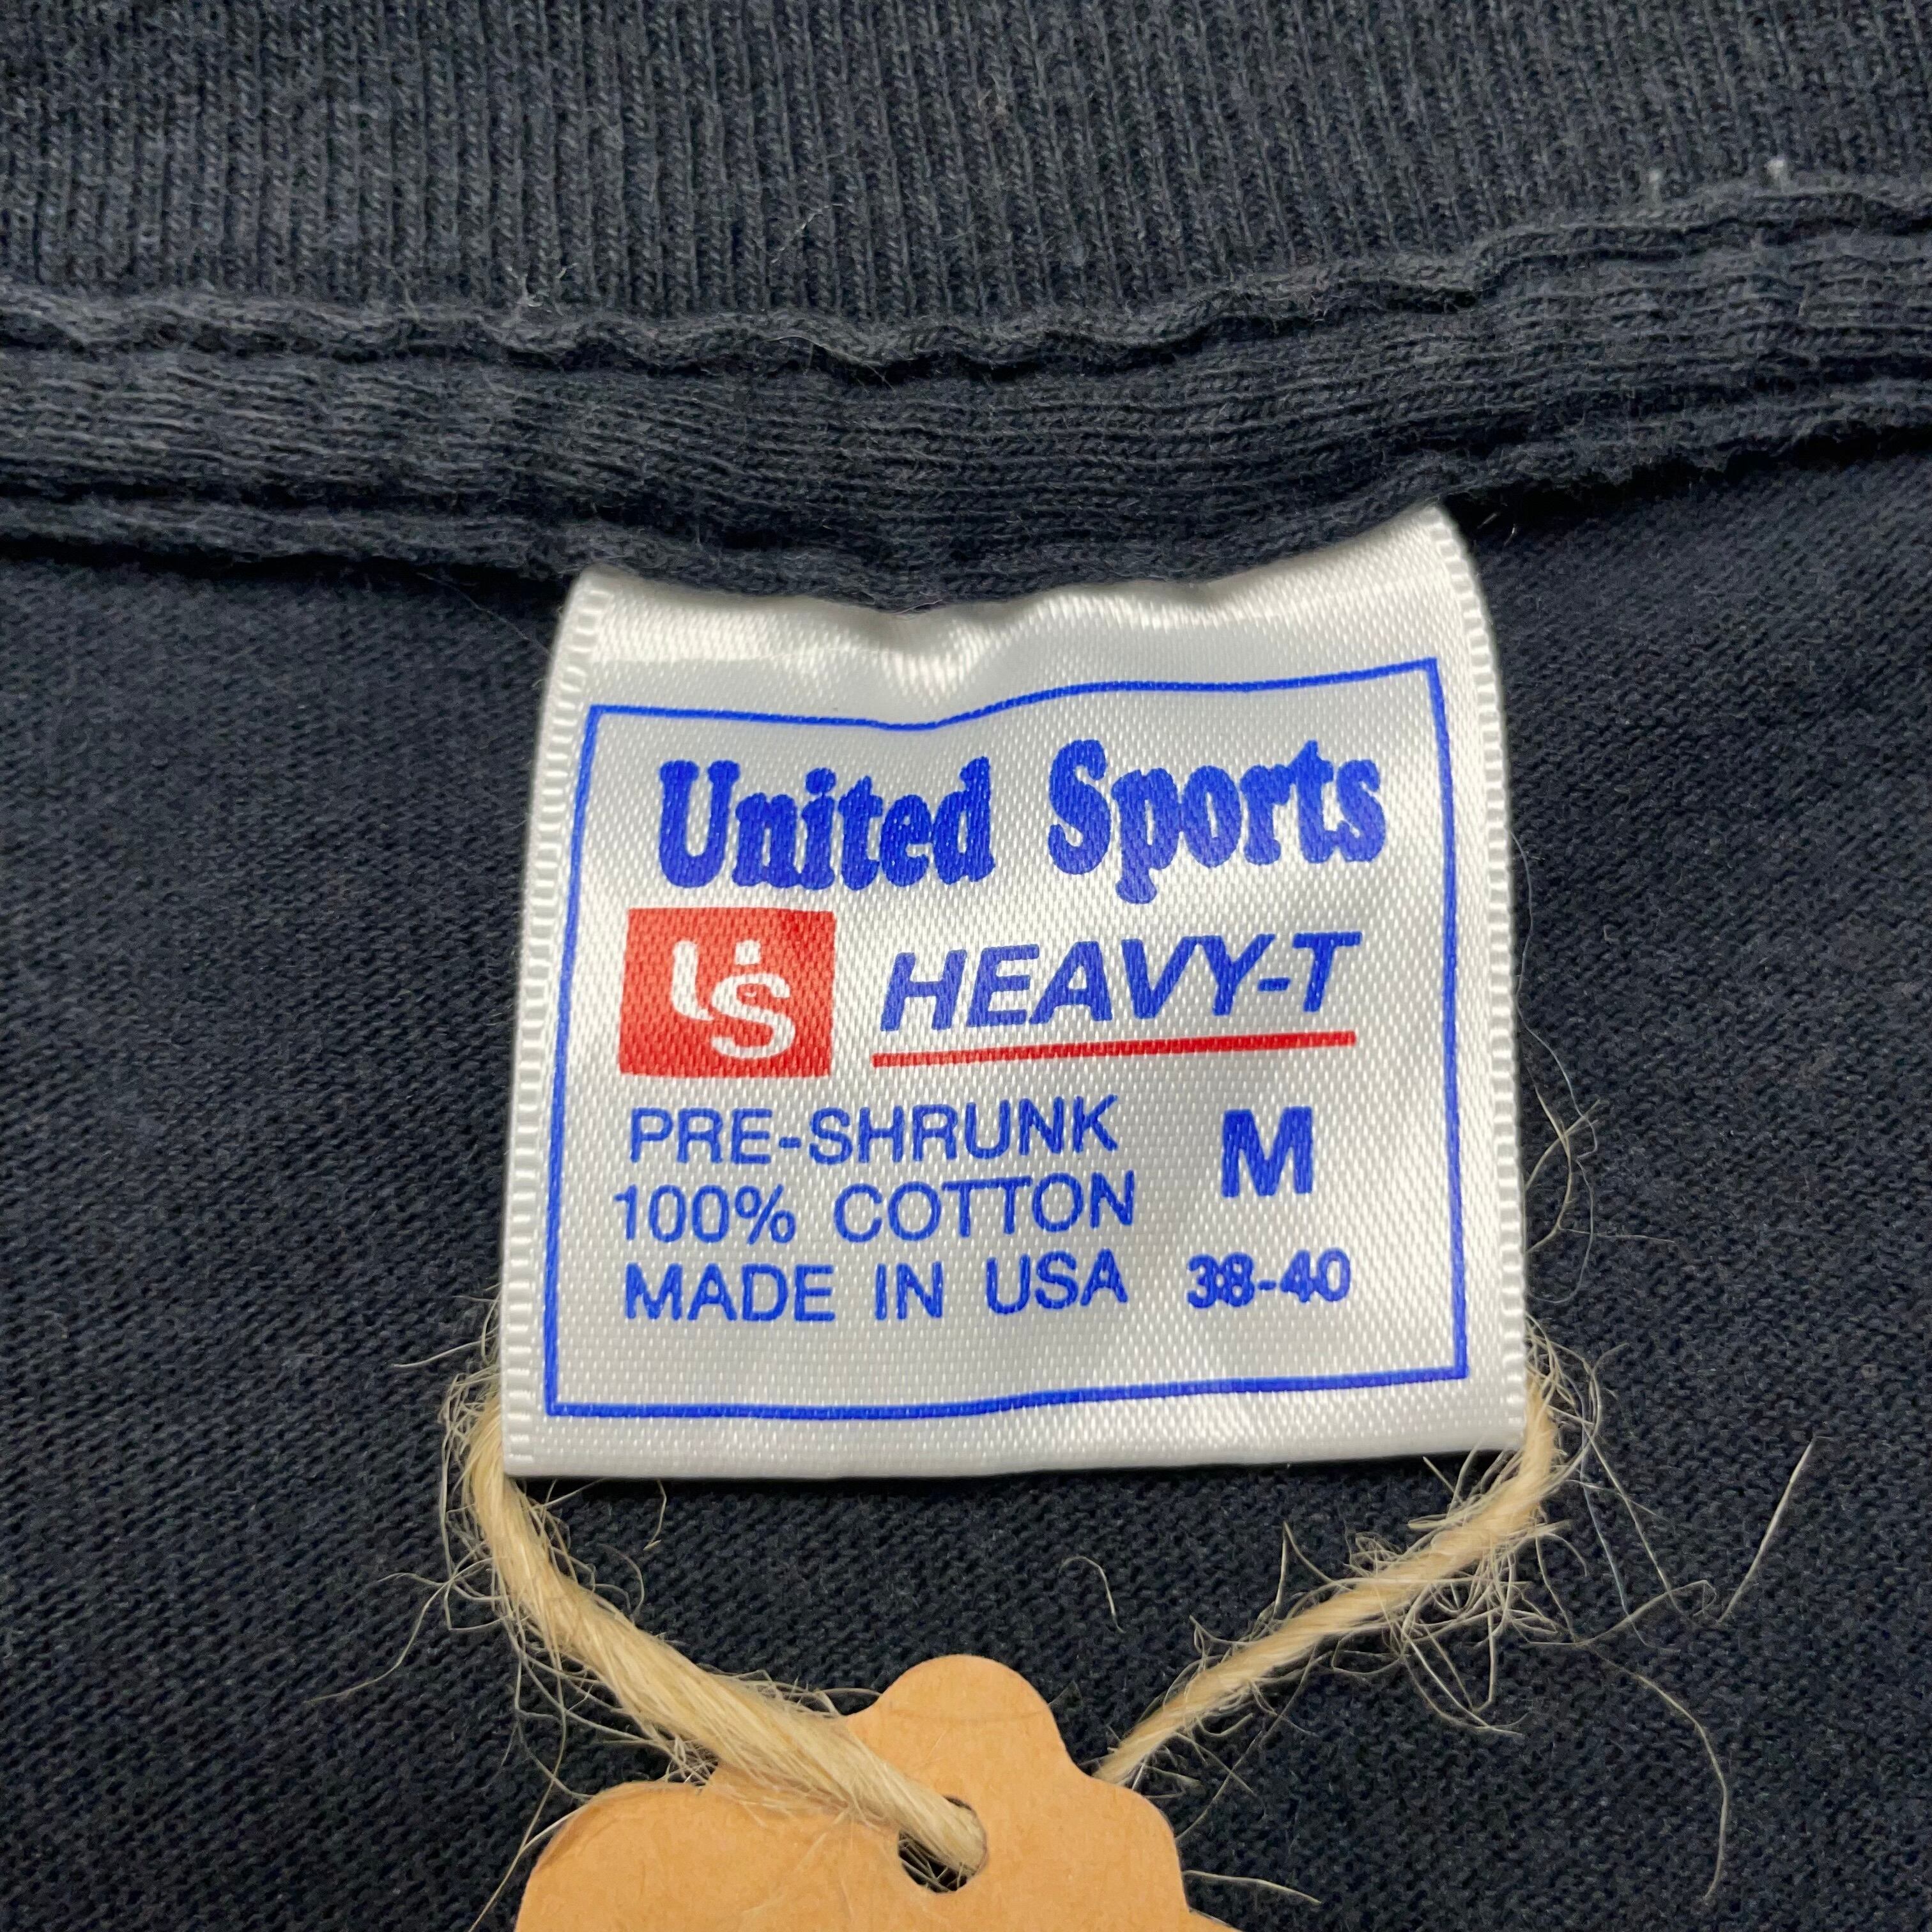 United Sports
US HEAVY-T
PRE-SHRUNK M
100% COTTON
MADE IN USA 38-40